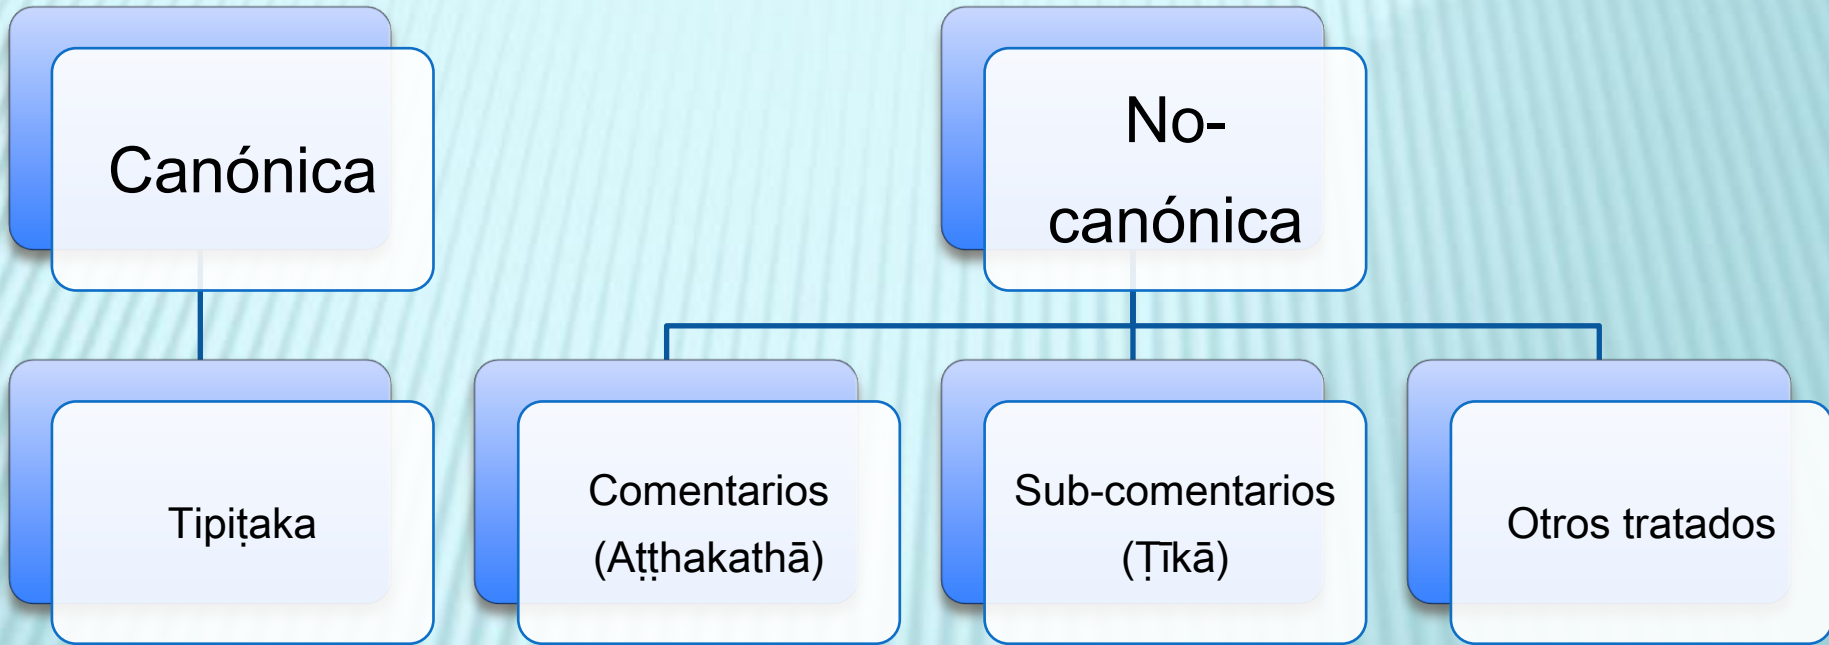 Canónica
No-
canónica
Tipiṭaka
Comentarios
(Aṭṭhakathā)
Sub-comentarios
(Ṭīkā)
Otros tratados